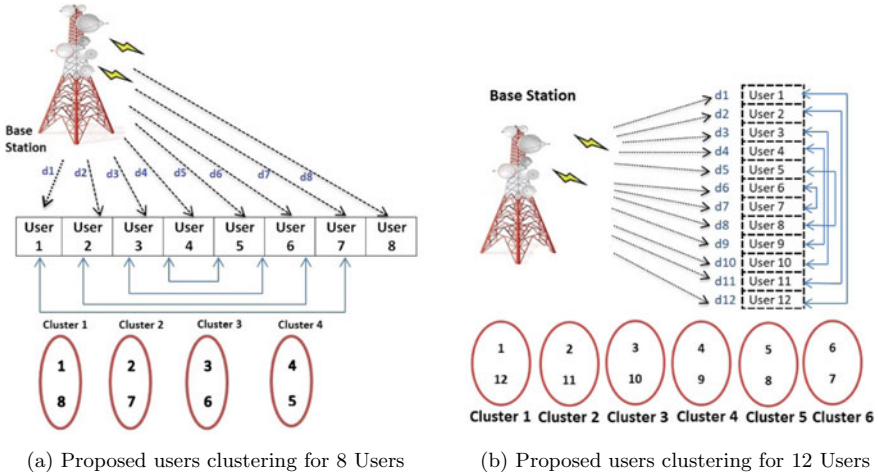 Base
Station
d1
d2
d3
d4
d5
d6
d7
d8
User
1
User
2
User
3
User
4
User
5
User
6
User
7
User
8
Cluster 1
Cluster 2
Cluster 3
Cluster 4
1
8
2
7
3
6
4
5
(a) Proposed users clustering for 8 Users
Base Station
d1 User 1
d2 User 2
d3 User 3
d4 User 4
d5 User 5
d6 User 6
d7 User 7
d8 User 8
d9 User 9
d10 User 10
d11 User 11
d12 User 12
1
12
2
11
3
10
4
9
5
8
6
7
Cluster 1 Cluster 2 Cluster 3 Cluster 4 Cluster 5 Cluster 6
(b) Proposed users clustering for 12 Users